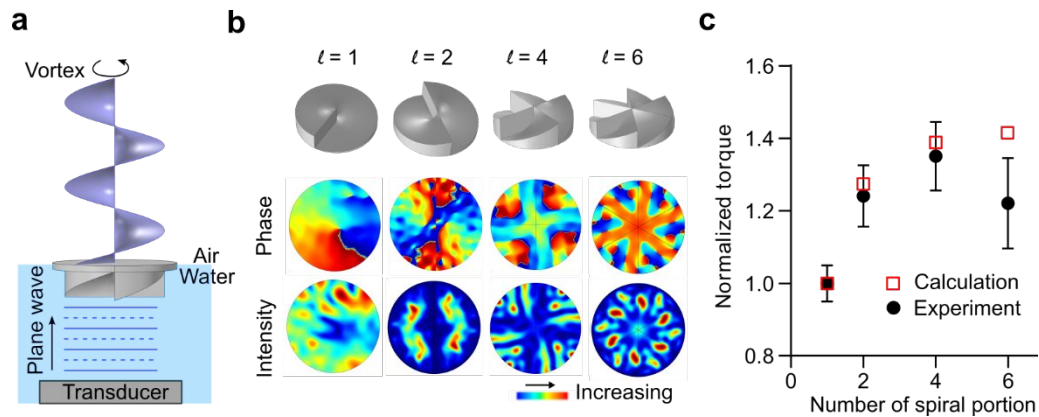 a
Vortex
Air
Water
Plane wave
Transducer
b
ℓ = 1 ℓ = 2 ℓ = 4 ℓ = 6
Phase
Intensity
Increasing
c
1.6
1.4
1.2
1.0
0.8
Normalized torque
Calculation
Experiment
0 2 4 6
Number of spiral portion